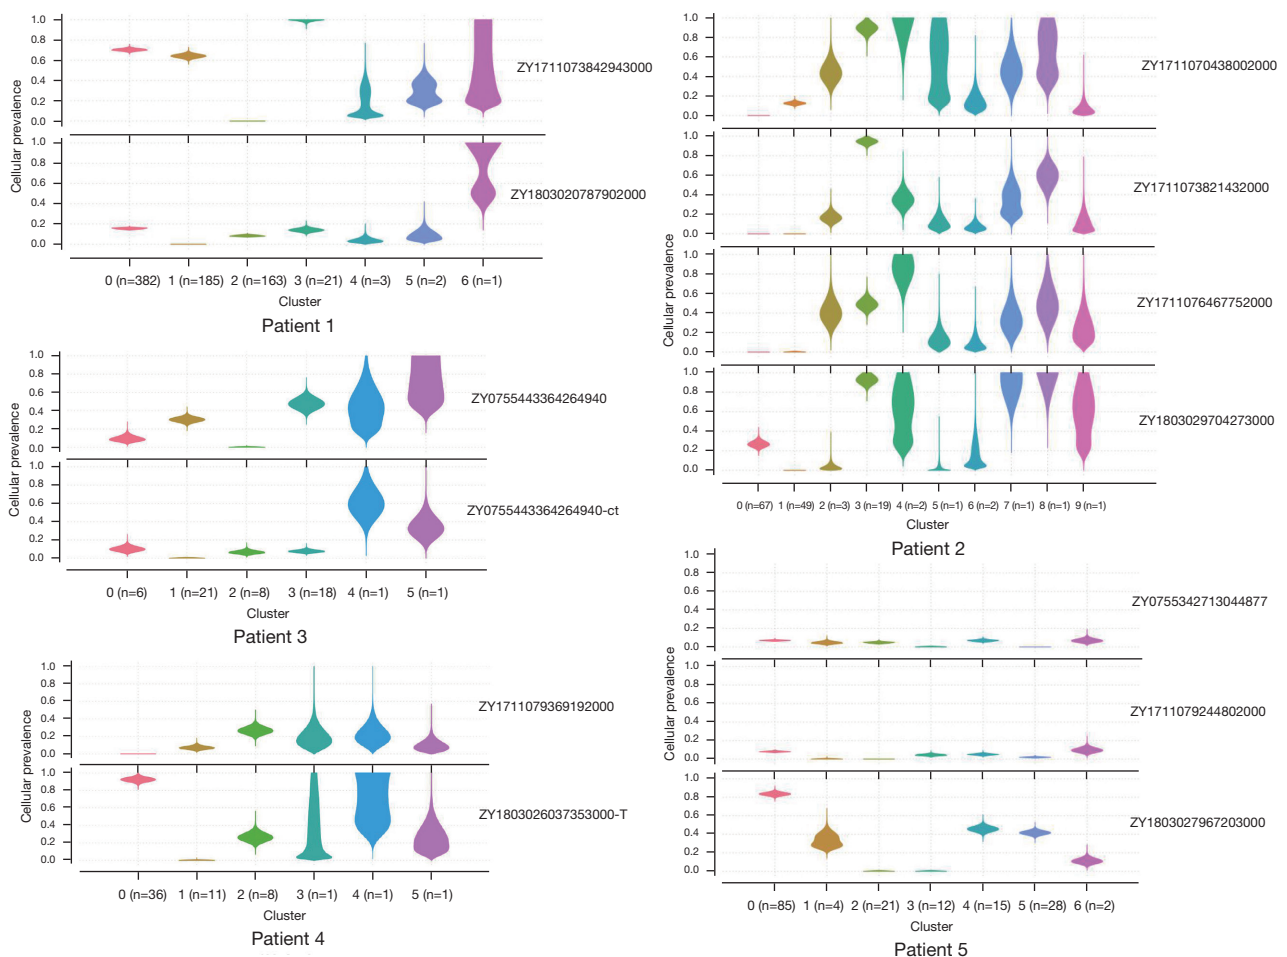 Cellular prevalence
1.0
0.8
0.6
0.4
0.2
0.0
ZY1711073842943000
1.0
0.8
0.6
0.4
0.2
0.0
ZY1803020787902000
0 (n=382) 1 (n=185) 2 (n=163) 3 (n=21) 4 (n=3) 5 (n=2) 6 (n=1)
Cluster
Patient 1
Cellular prevalence
1.0
0.8
0.6
0.4
0.2
0.0
ZY1711070438002000
1.0
0.8
0.6
0.4
0.2
0.0
ZY1711073821432000
1.0
0.8
0.6
0.4
0.2
0.0
ZY1711076467752000
Cellular prevalence
1.0
0.8
0.6
0.4
0.2
0.0
ZY1803029704273000
0 (n=67) 1 (n=49) 2 (n=3) 3 (n=19) 4 (n=2) 5 (n=1) 6 (n=2) 7 (n=1) 8 (n=1) 9 (n=1)
Cluster
Patient 2
Cellular prevalence
1.0
0.8
0.6
0.4
0.2
0.0
ZY0755443364264940
1.0
0.8
0.6
0.4
0.2
0.0
ZY0755443364264940-ct
0 (n=6) 1 (n=21) 2 (n=8) 3 (n=18) 4 (n=1) 5 (n=1)
Cluster
Patient 3
Cellular prevalence
1.0
0.8
0.6
0.4
0.2
0.0
ZY1711079369192000
1.0
0.8
0.6
0.4
0.2
0.0
ZY1803026037353000-T
0 (n=36) 1 (n=11) 2 (n=8) 3 (n=1) 4 (n=1) 5 (n=1)
Cluster
Patient 4
Cellular prevalence
1.0
0.8
0.6
0.4
0.2
0.0
ZY0755342713044877
1.0
0.8
0.6
0.4
0.2
0.0
ZY1711079244802000
1.0
0.8
0.6
0.4
0.2
0.0
ZY1803027967203000
0 (n=85) 1 (n=4) 2 (n=21) 3 (n=12) 4 (n=15) 5 (n=28) 6 (n=2)
Cluster
Patient 5